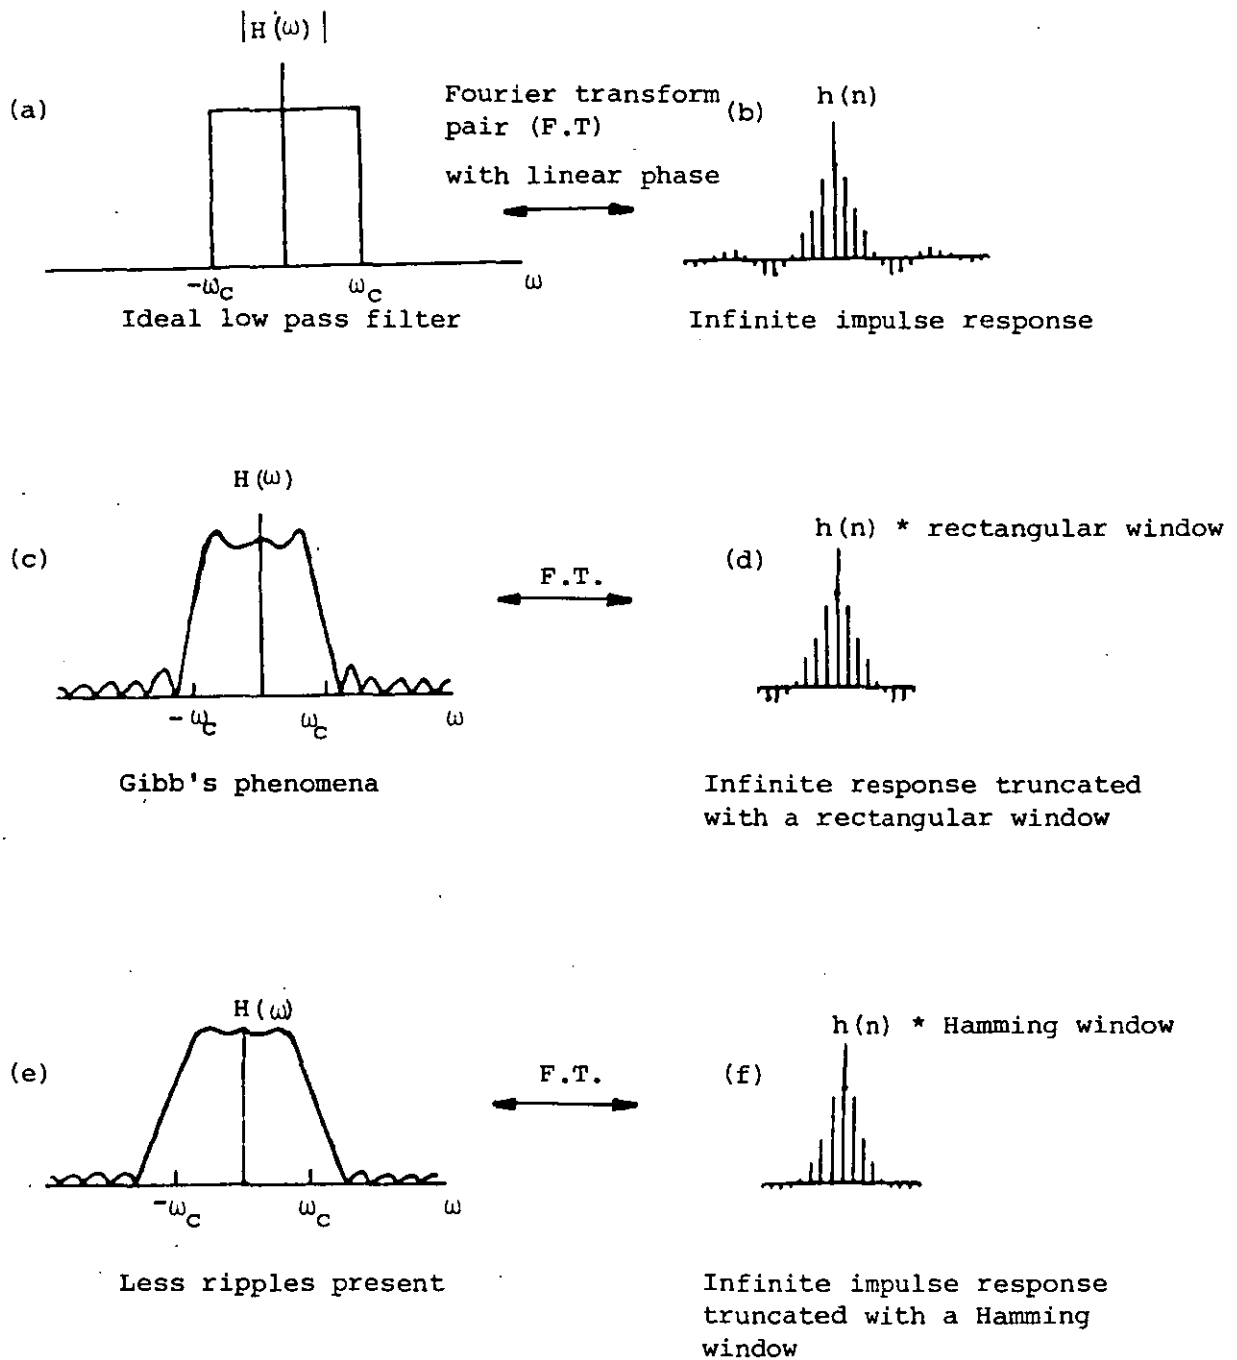 |H(ω)|
(a)
Fourier transform
pair (F.T)
with linear phase
(b)
h(n)
-ωc
ωc
ω
Ideal low pass filter
Infinite impulse response
H(ω)
(c)
F.T.
(d)
h(n) * rectangular window
-ωc
ωc
ω
Gibb's phenomena
Infinite response truncated
with a rectangular window
H(ω)
(e)
F.T.
(f)
h(n) * Hamming window
-ωc
ωc
ω
Less ripples present
Infinite impulse response
truncated with a Hamming
window